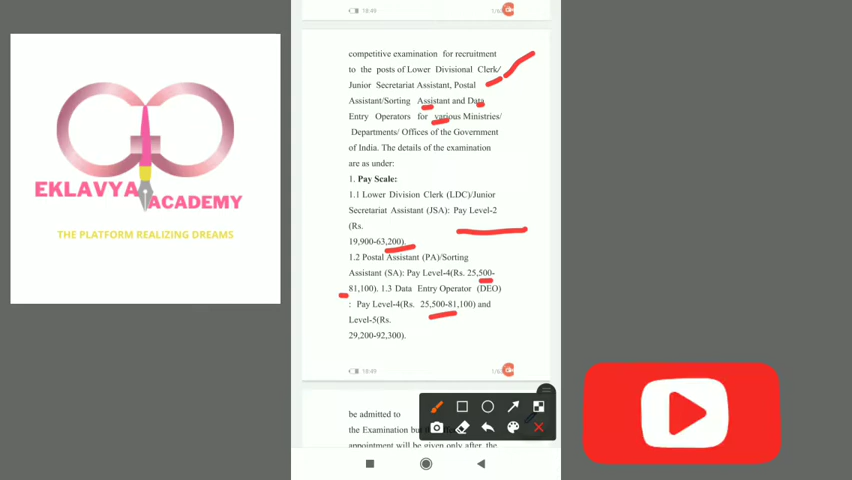 18:49
competitive examination for recruitment
to the posts of Lower Divisional Clerk/
Junior Secretariat Assistant, Postal
Assistant/Sorting Assistant and Data
Entry Operators for various Ministries/
Departments/ Offices of the Government
of India. The details of the examination
are as under:
1. Pay Scale:
1.1 Lower Division Clerk (LDC)/Junior
Secretariat Assistant (JSA): Pay Level-2
(Rs.
19,900-63,200).
1.2 Postal Assistant (PA)/Sorting
Assistant (SA): Pay Level-4(Rs. 25,500-
81,100). 1.3 Data Entry Operator (DEO)
: Pay Level-4(Rs. 25,500-81,100) and
Level-5(Rs.
29,200-92,300).
18:49
be admitted to
the Examination but
appointment will be given only after, the
EKLAVYA ACADEMY
THE PLATFORM REALIZING DREAMS